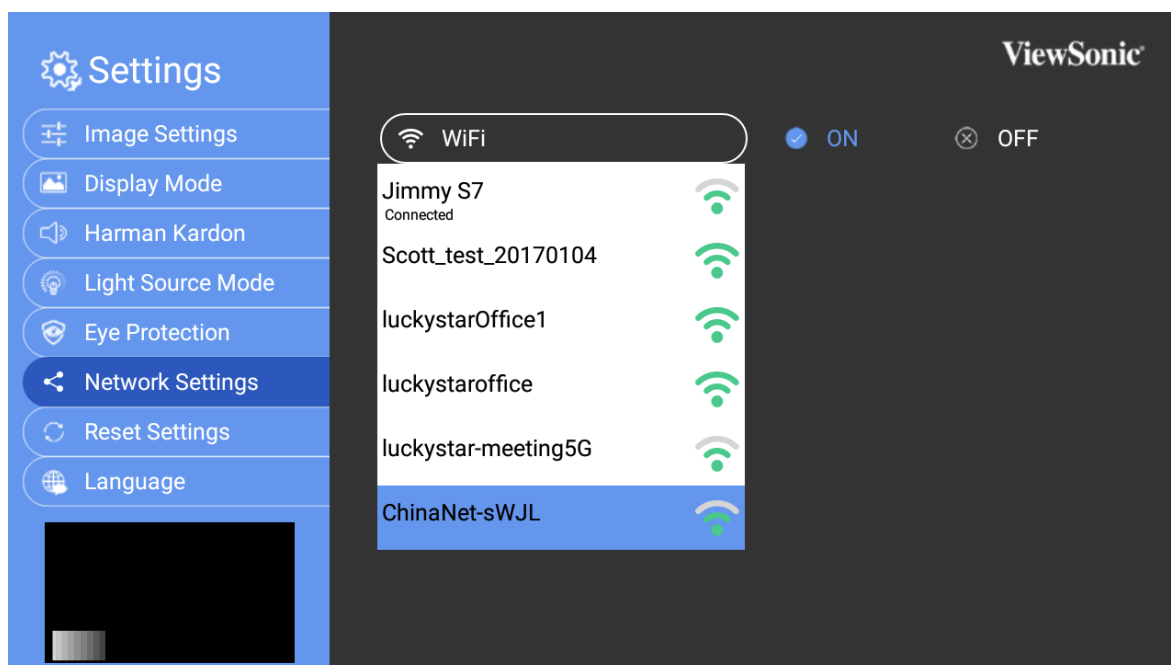 Settings
ViewSonic
Image Settings
Display Mode
Harman Kardon
Light Source Mode
Eye Protection
Network Settings
Reset Settings
Language
WiFi
ON
OFF
Jimmy S7
Connected
Scott_test_20170104
luckystarOffice1
luckystaroffice
luckystar-meeting5G
ChinaNet-sWJL